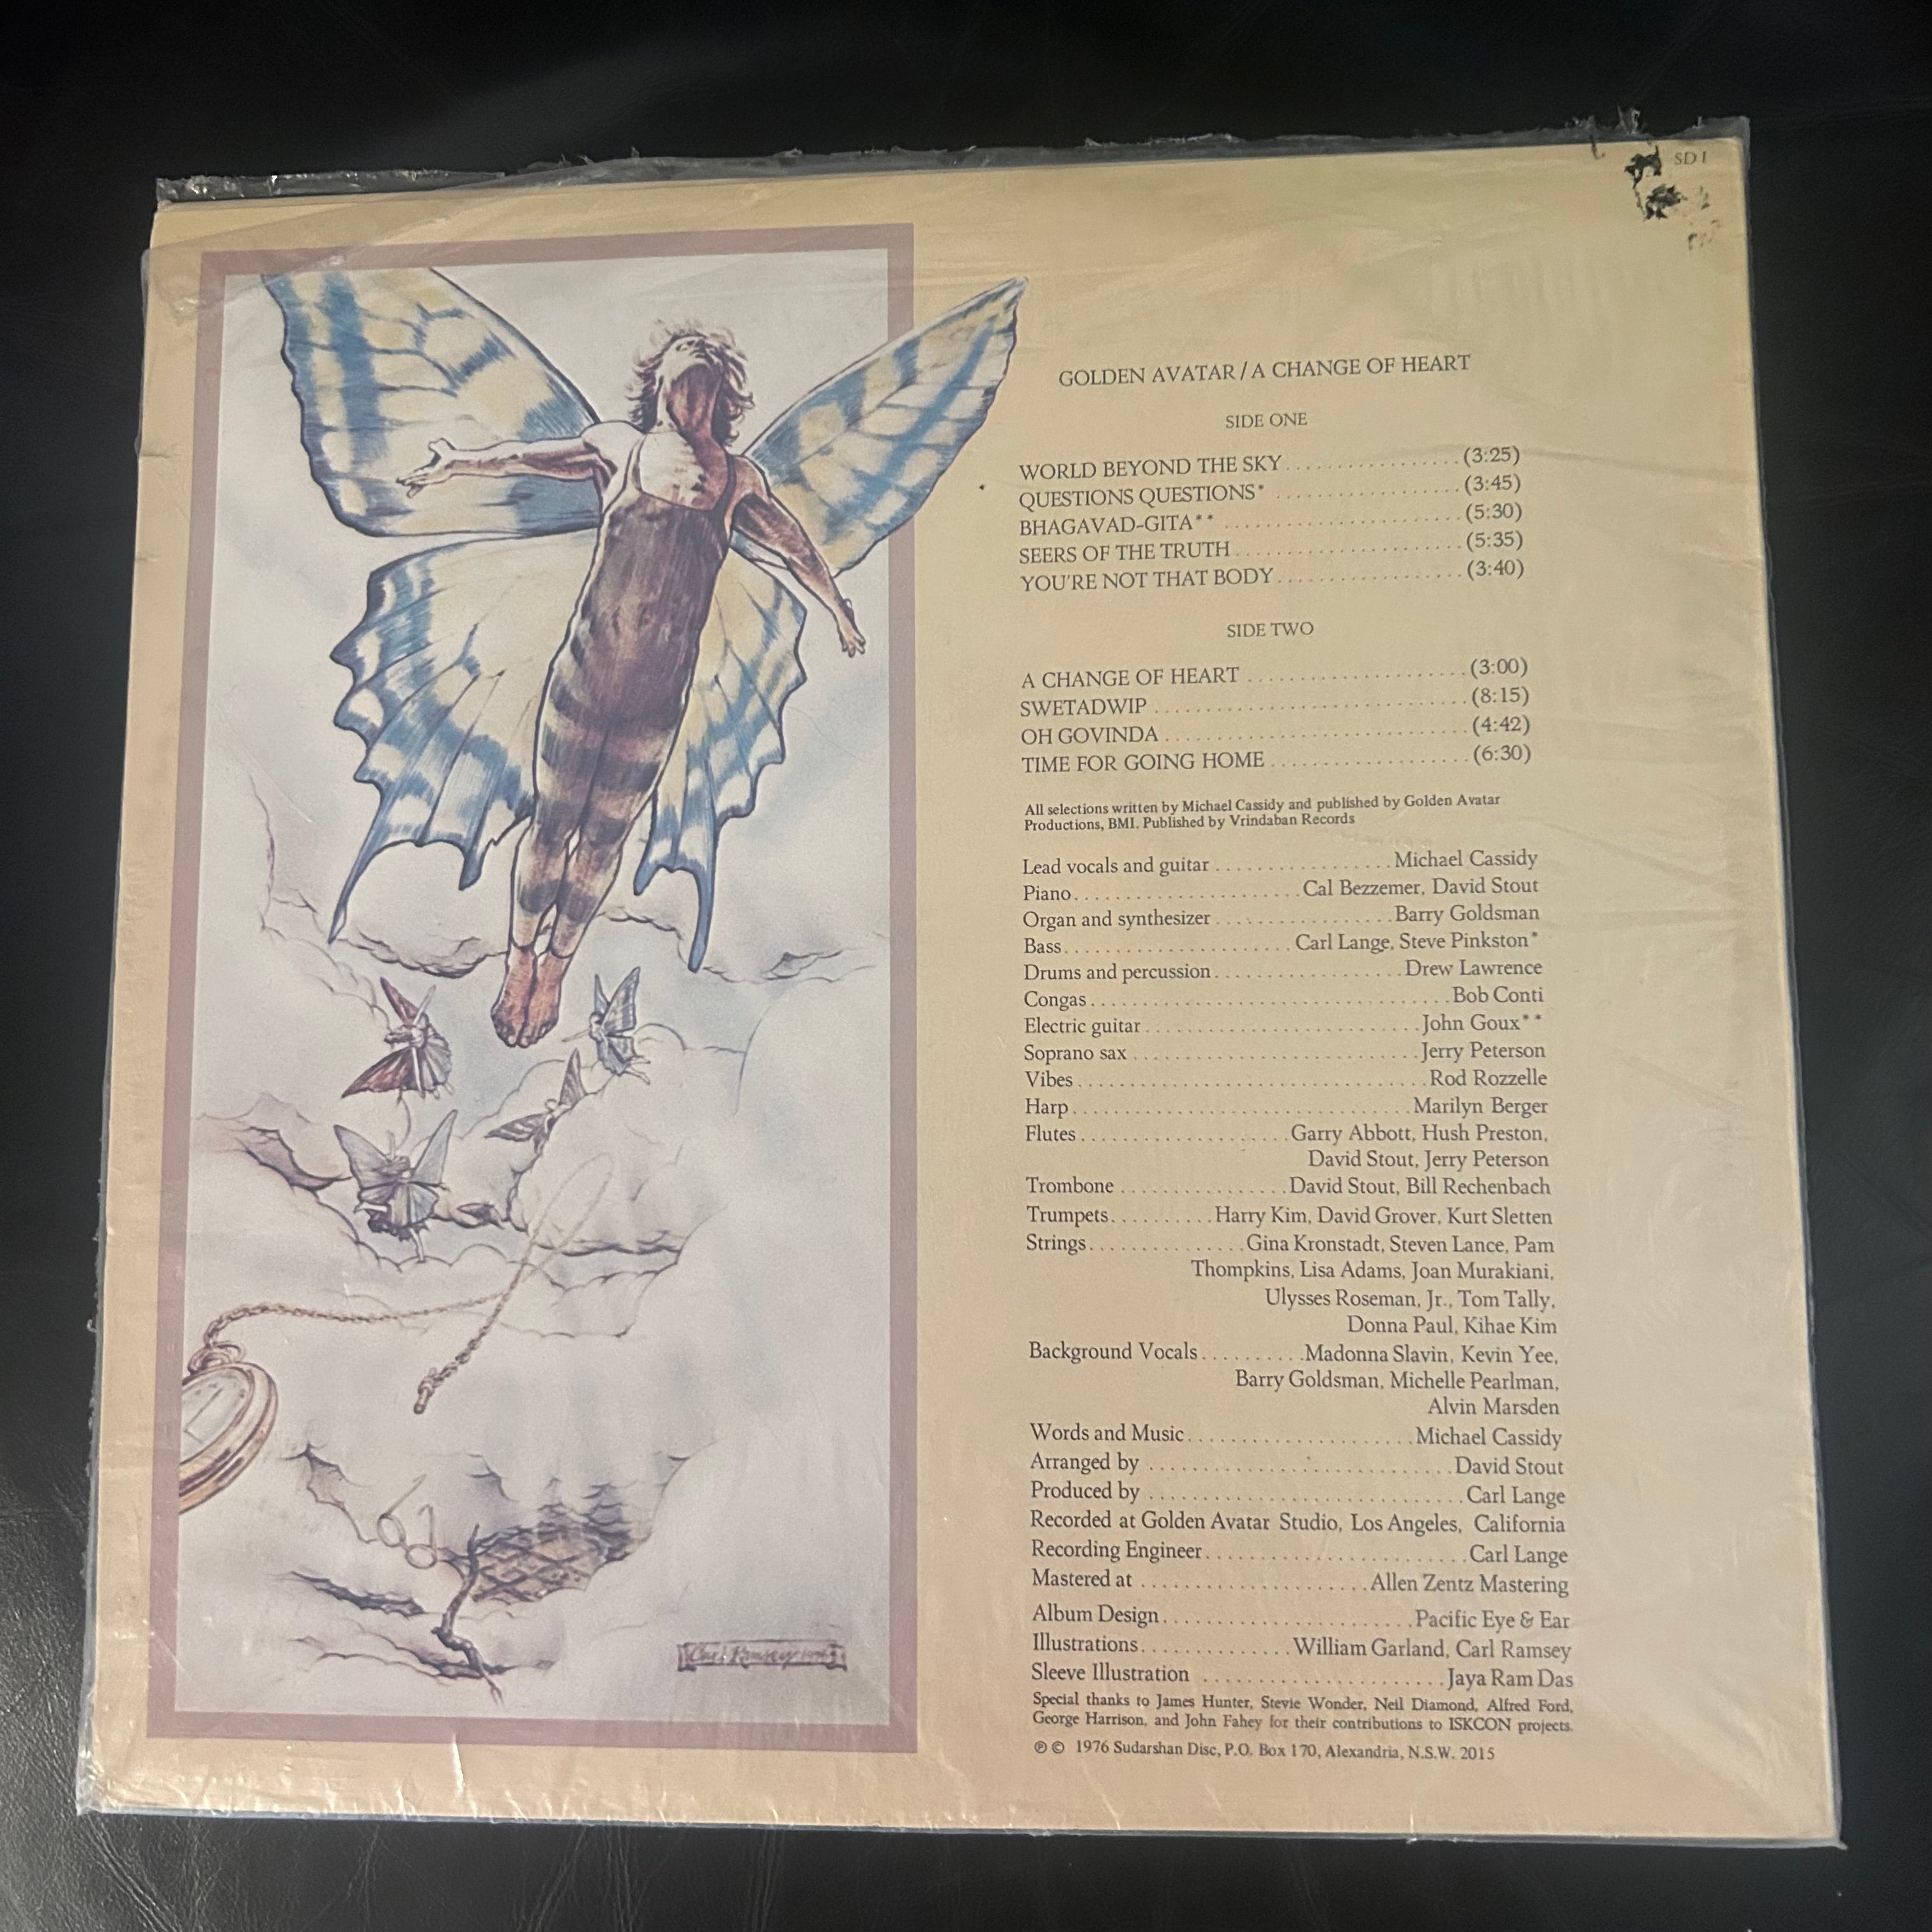 SD 1
GOLDEN AVATAR / A CHANGE OF HEART
SIDE ONE
WORLD BEYOND THE SKY (3:25)
QUESTIONS QUESTIONS* (3:45)
BHAGAVAD-GITA** (5:30)
SEERS OF THE TRUTH (5:35)
YOU'RE NOT THAT BODY (3:40)
SIDE TWO
A CHANGE OF HEART (3:00)
SWETADWIP (8:15)
OH GOVINDA (4:42)
TIME FOR GOING HOME (6:30)
All selections written by Michael Cassidy and published by Golden Avatar
Productions, BMI. Published by Vrindaban Records
Lead vocals and guitar Michael Cassidy
Piano Cal Bezzemer, David Stout
Organ and synthesizer Barry Goldsman
Bass Carl Lange, Steve Pinkston*
Drums and percussion Drew Lawrence
Congas Bob Conti
Electric guitar John Goux**
Soprano sax Jerry Peterson
Vibes Rod Rozzelle
Harp Marilyn Berger
Flutes Garry Abbott, Hush Preston,
David Stout, Jerry Peterson
Trombone David Stout, Bill Rechenbach
Trumpets Harry Kim, David Grover, Kurt Sletten
Strings Gina Kronstadt, Steven Lance, Pam
Thompkins, Lisa Adams, Joan Murakiani,
Ulysses Roseman, Jr., Tom Tally,
Donna Paul, Kihae Kim
Background Vocals Madonna Slavin, Kevin Yee,
Barry Goldsman, Michelle Pearlman,
Alvin Marsden
Words and Music Michael Cassidy
Arranged by David Stout
Produced by Carl Lange
Recorded at Golden Avatar Studio, Los Angeles, California
Recording Engineer Carl Lange
Mastered at Allen Zentz Mastering
Album Design Pacific Eye & Ear
Illustrations William Garland, Carl Ramsey
Sleeve Illustration Jaya Ram Das
Special thanks to James Hunter, Stevie Wonder, Neil Diamond, Alfred Ford,
George Harrison, and John Fahey for their contributions to ISKCON projects.
℗ © 1976 Sudarshan Disc, P.O. Box 170, Alexandria, N.S.W. 2015
Carl Ramsey